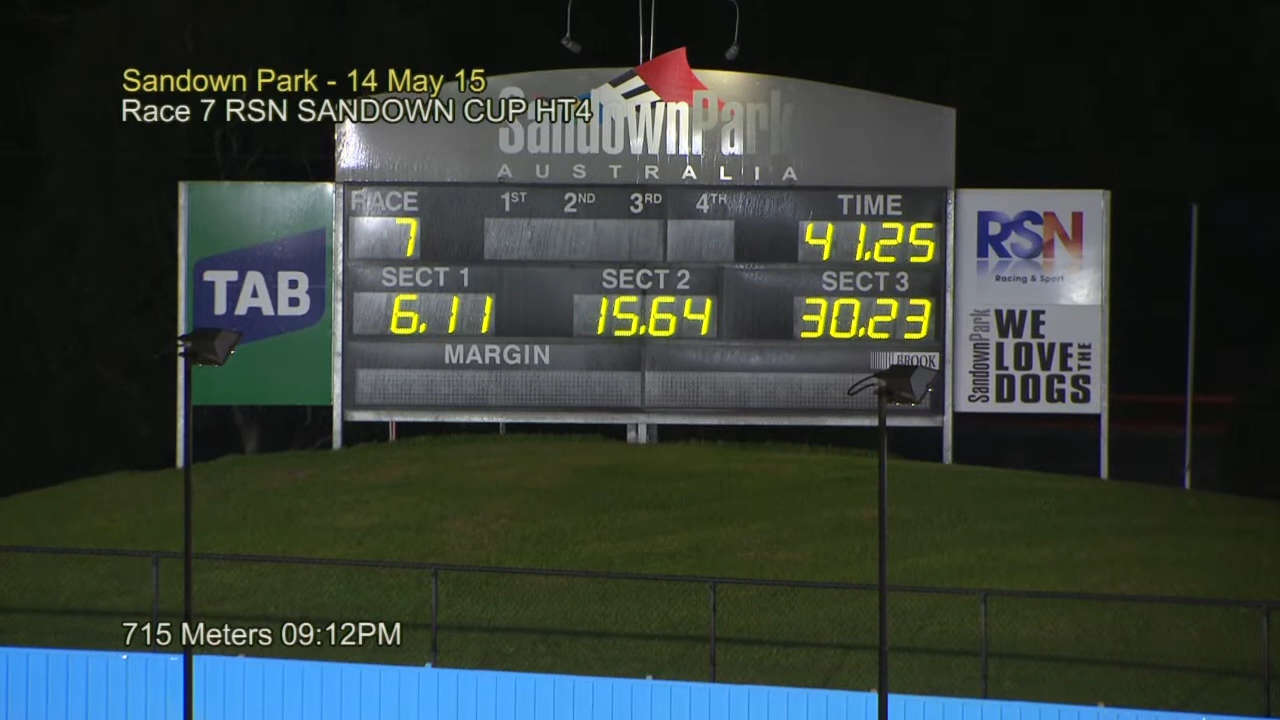 Sandown Park - 14 May 15
Race 7 RSN SANDOWN CUP HT4
SandownPark
AUSTRALIA
RACE 1ST 2ND 3RD 4TH TIME
7 41.25
SECT 1 SECT 2 SECT 3
6.11 15.64 30.23
MARGIN
BROOK
TAB
RSN
Racing & Sport
SandownPark
WE
LOVE THE
DOGS
715 Meters 09:12PM